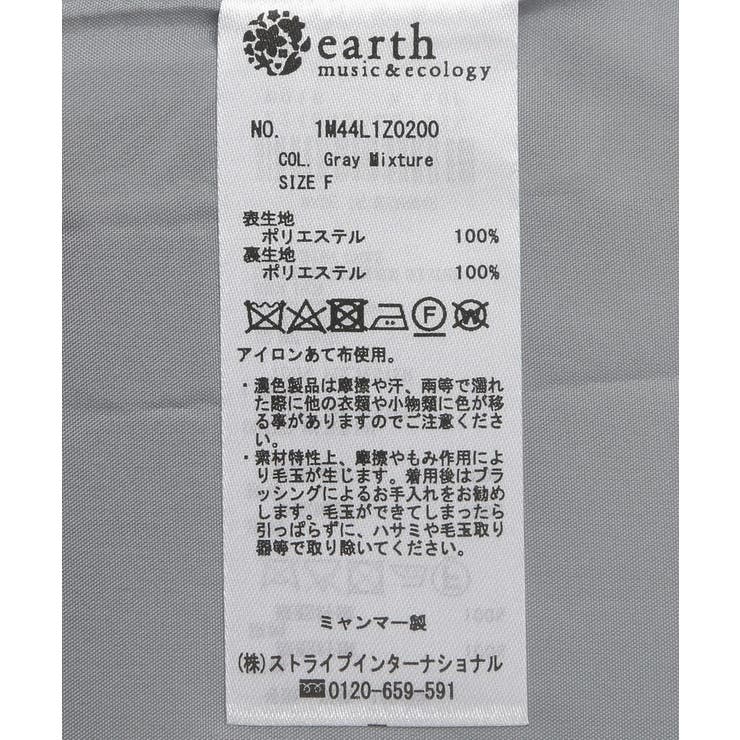 earth
music&ecology
NO. 1M44L1Z0200
COL. Gray Mixture
SIZE F
表生地
ポリエステル 100%
裏生地
ポリエステル 100%
F W
アイロンあて布使用。
・濃色製品は摩擦や汗、雨等で濡れ
た際に他の衣類や小物類に色が移
る事がありますのでご注意くださ
い。
・素材特性上、摩擦やもみ作用によ
り毛玉が生じます。着用後はブラ
ッシングによるお手入れをお勧め
します。毛玉ができてしまったら
引っぱらずに、ハサミや毛玉取り
器等で取り除いてください。
ミャンマー製
(株)ストライプインターナショナル
0120-659-591